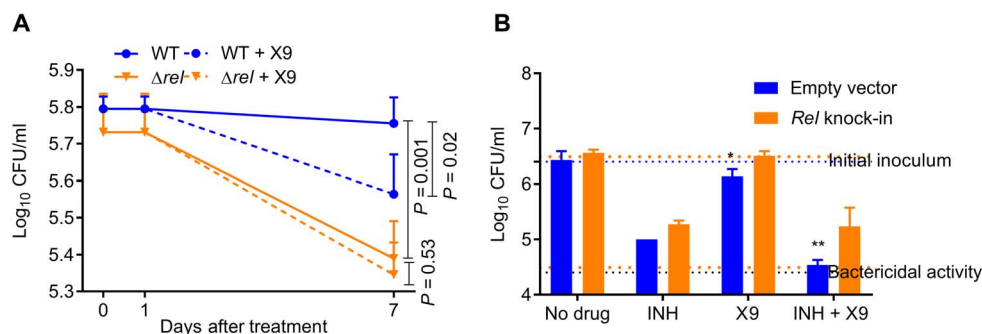 A
WT
WT + X9
Δrel
Δrel + X9
Log10 CFU/ml
5.9
5.8
5.7
5.6
5.5
5.4
5.3
0
1
7
Days after treatment
P = 0.001
P = 0.02
P = 0.53
B
Empty vector
Rel knock-in
Log10 CFU/ml
8
7
6
5
4
*
**
Initial inoculum
Bactericidal activity
No drug
INH
X9
INH + X9